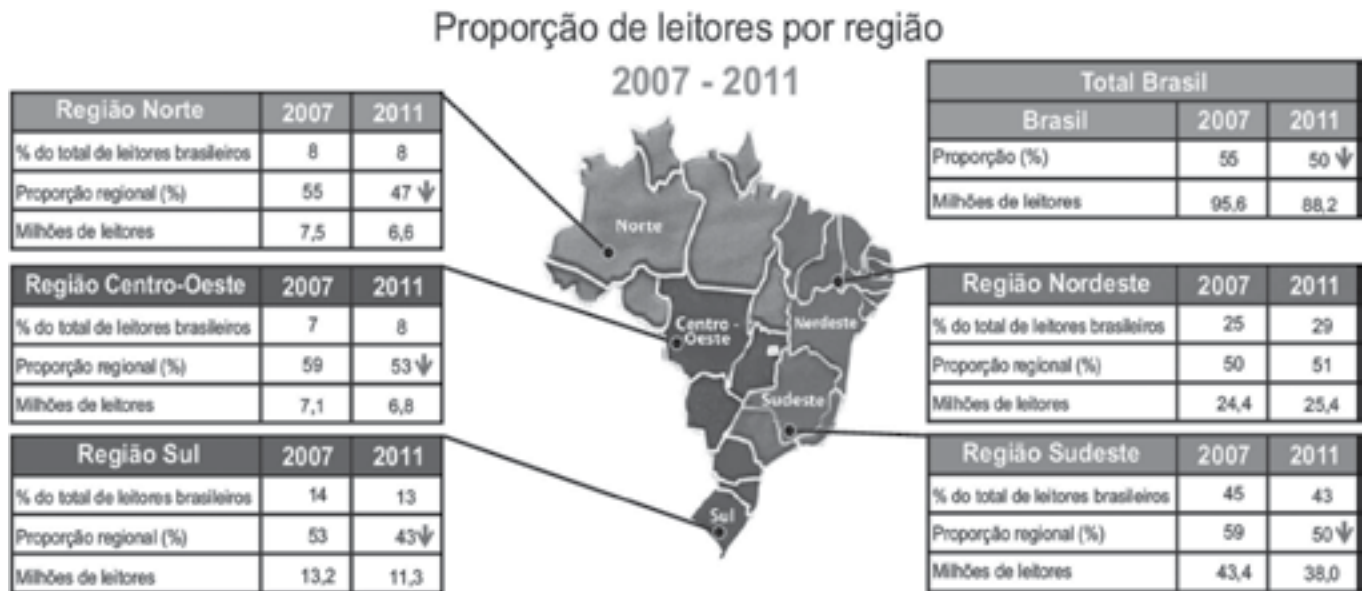 Proporção de leitores por região
2007 - 2011
Região Norte 2007 2011
% do total de leitores brasileiros 8 8
Proporção regional (%) 55 47
Milhões de leitores 7,5 6,6
Região Centro-Oeste 2007 2011
% do total de leitores brasileiros 7 8
Proporção regional (%) 59 53
Milhões de leitores 7,1 6,8
Região Sul 2007 2011
% do total de leitores brasileiros 14 13
Proporção regional (%) 53 43
Milhões de leitores 13,2 11,3
Norte
Centro -
Oeste
Nordeste
Sudeste
Sul
Total Brasil
Brasil 2007 2011
Proporção (%) 55 50
Milhões de leitores 95,6 88,2
Região Nordeste 2007 2011
% do total de leitores brasileiros 25 29
Proporção regional (%) 50 51
Milhões de leitores 24,4 25,4
Região Sudeste 2007 2011
% do total de leitores brasileiros 45 43
Proporção regional (%) 59 50
Milhões de leitores 43,4 38,0